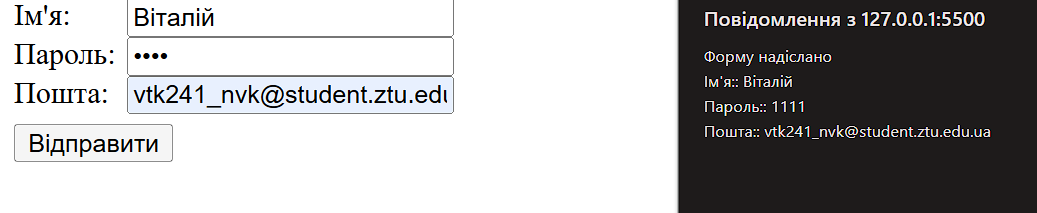 Ім'я: Віталій
Пароль: ••••
Пошта: vtk241_nvk@student.ztu.edu
Відправити
Повідомлення з 127.0.0.1:5500
Форму надіслано
Ім'я:: Віталій
Пароль:: 1111
Пошта:: vtk241_nvk@student.ztu.edu.ua